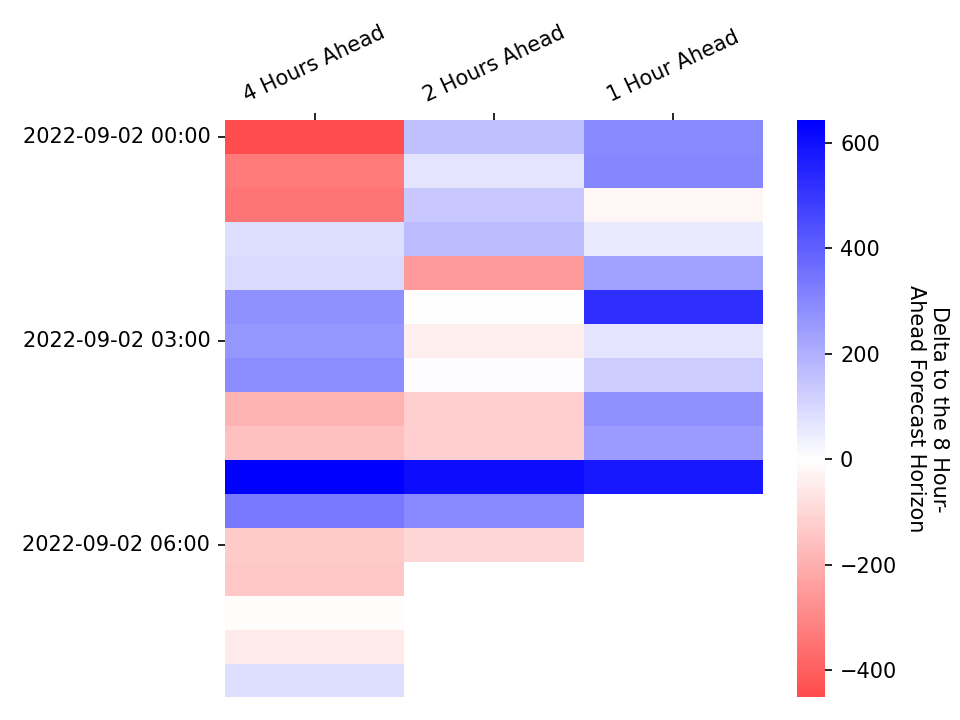 4 Hours Ahead
2 Hours Ahead
1 Hour Ahead
2022-09-02 00:00
2022-09-02 03:00
2022-09-02 06:00
600
400
200
0
−200
−400
Delta to the 8 Hour-
Ahead Forecast Horizon